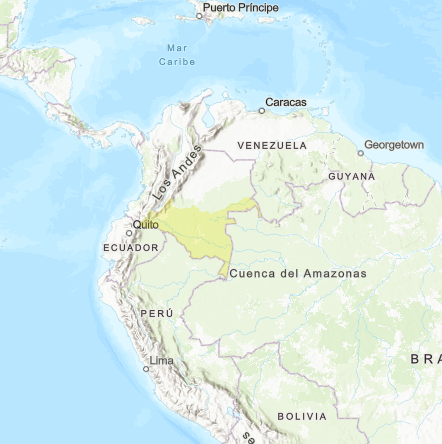 Puerto Príncipe
Mar
Caribe
Caracas
VENEZUELA
Georgetown
GUYANA
Los Andes
Quito
ECUADOR
Cuenca del Amazonas
PERÚ
BRA
Lima
BOLIVIA
es